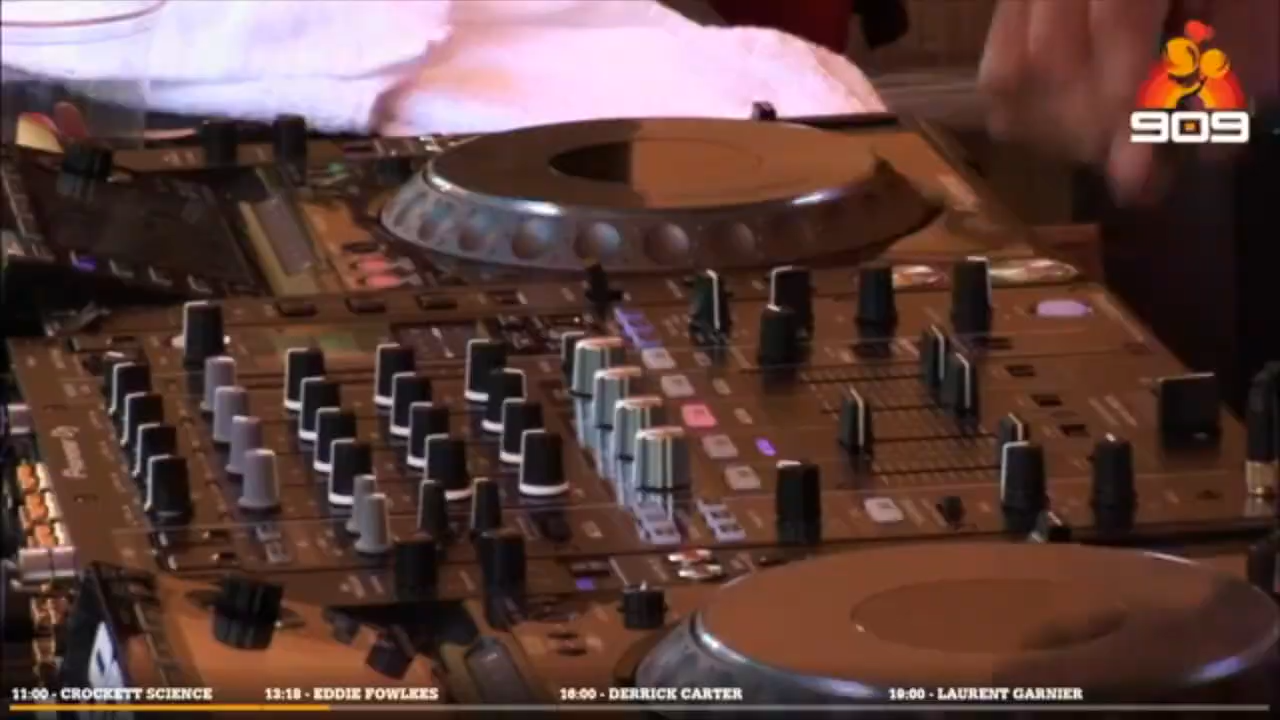 909
11:00 - CROCKETT SCIENCE
13:18 - EDDIE FOWLKES
16:00 - DERRICK CARTER
19:00 - LAURENT GARNIER